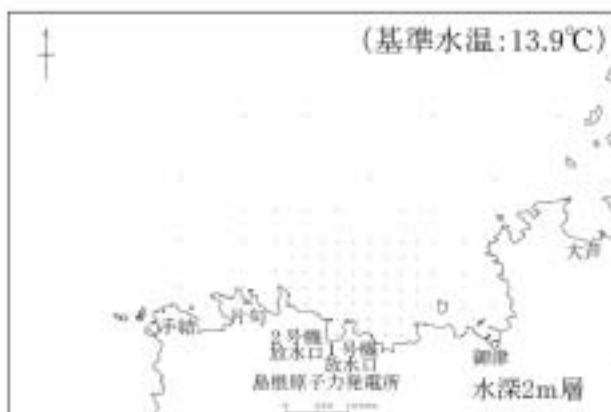 (基準水温:13.9℃)
大芦
手結
片句
2号機
放水口
1号機
放水口
御津
島根原子力発電所
水深2m層